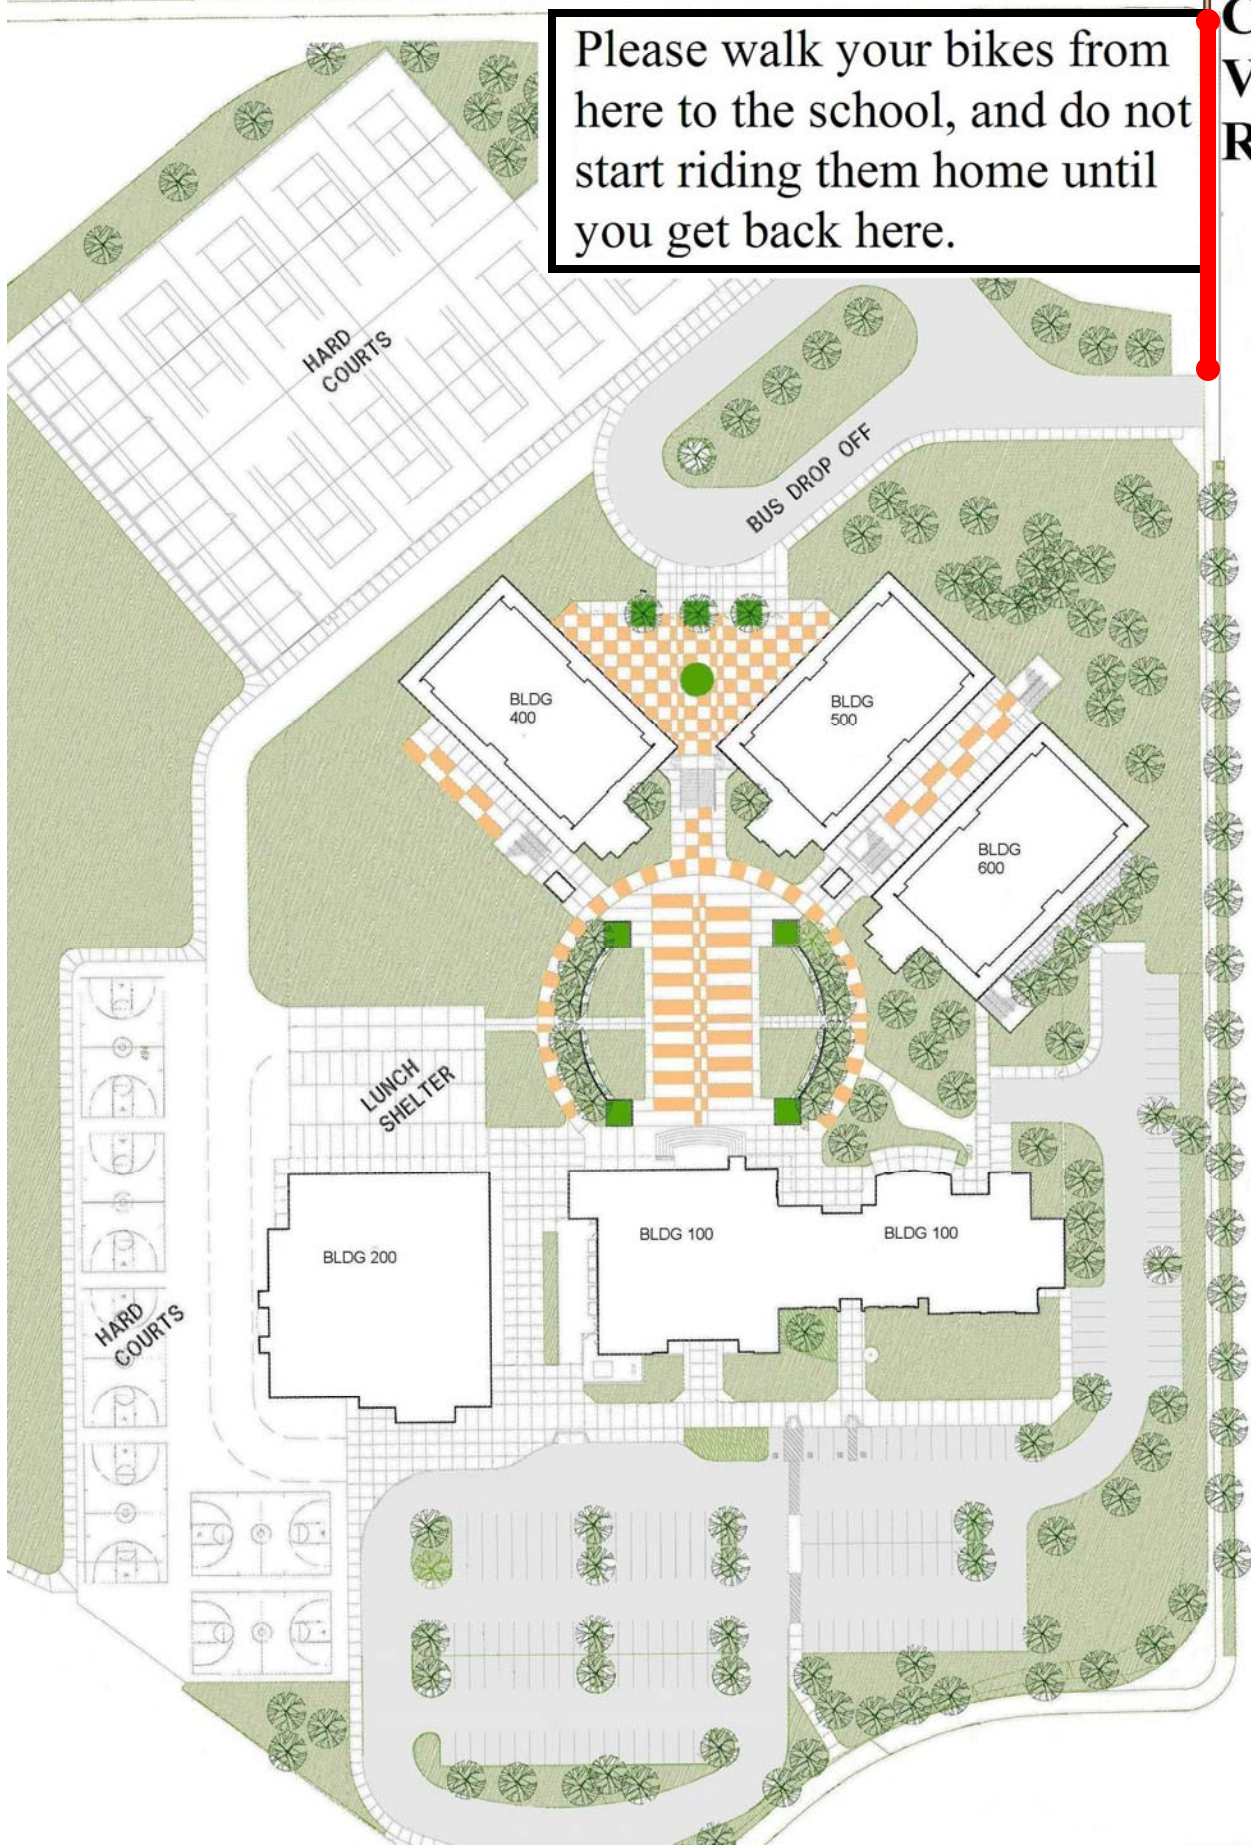 Please walk your bikes from
here to the school, and do not
start riding them home until
you get back here.
C
V
R
HARD
COURTS
BUS DROP OFF
BLDG
400
BLDG
500
BLDG
600
LUNCH
SHELTER
BLDG 200
BLDG 100
BLDG 100
HARD
COURTS